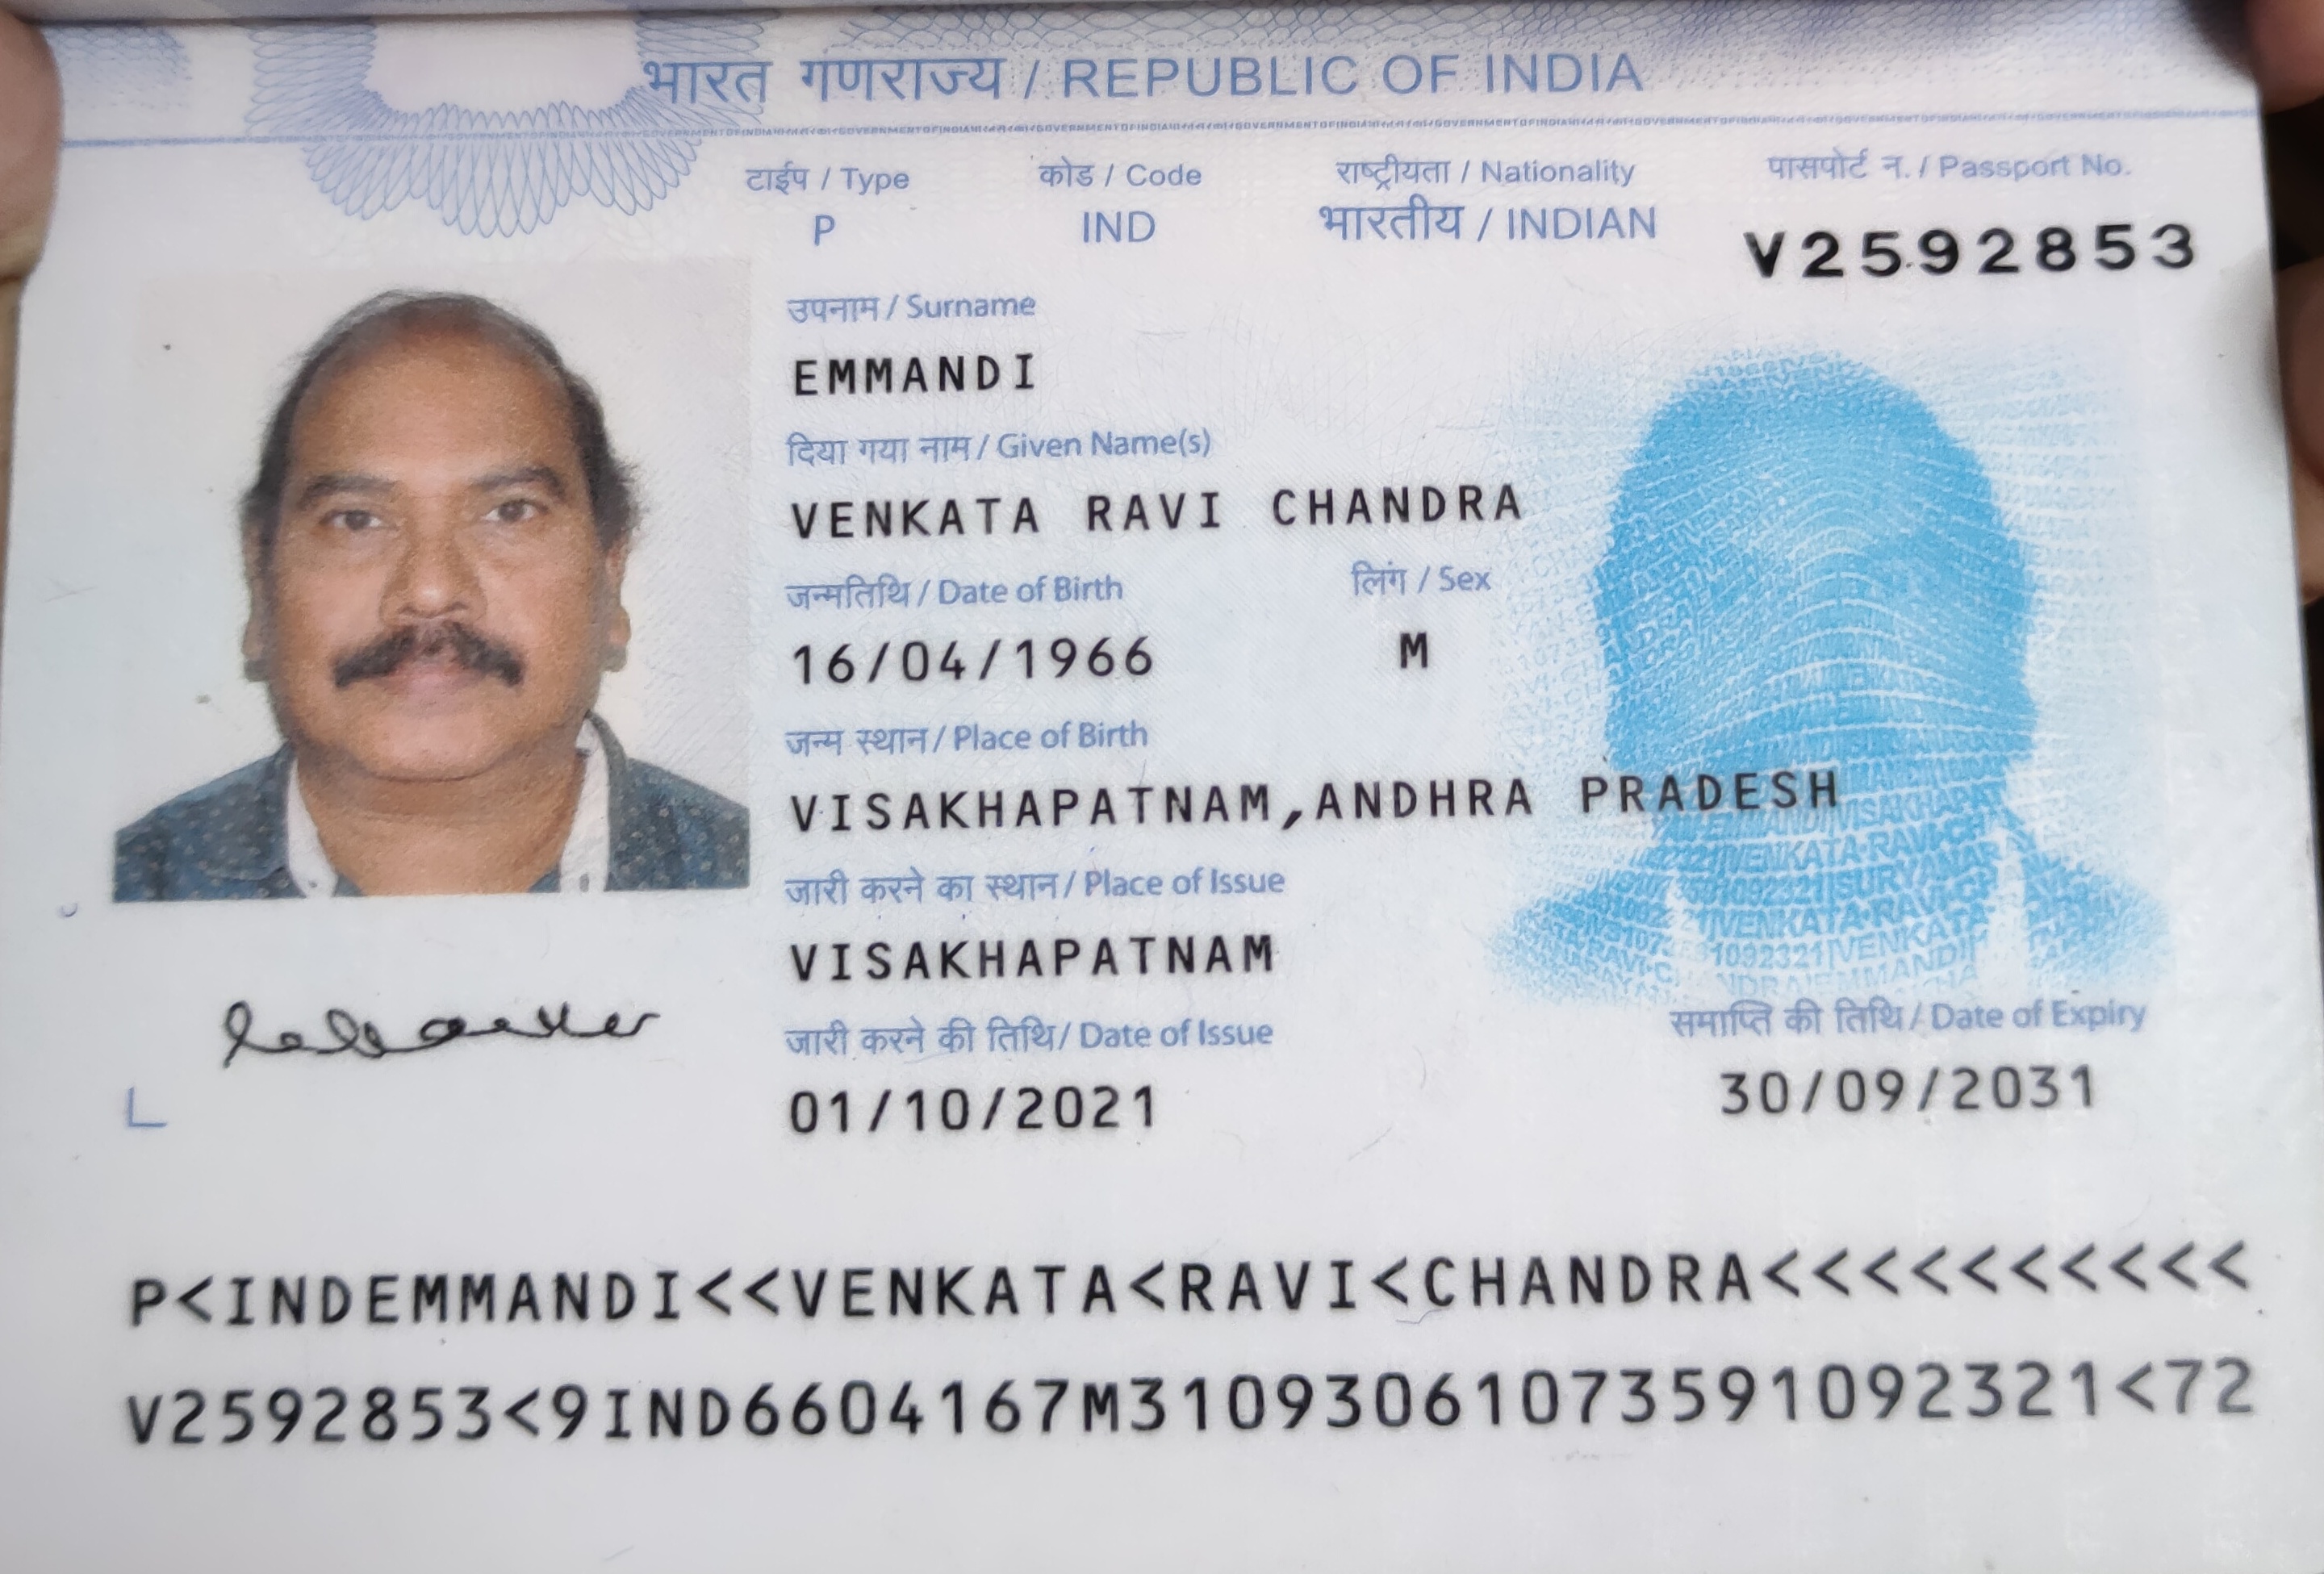 भारत गणराज्य / REPUBLIC OF INDIA
टाईप / Type
कोड / Code
राष्ट्रीयता / Nationality
पासपोर्ट न. / Passport No.
P
IND
भारतीय / INDIAN
V2592853
उपनाम / Surname
EMMANDI
दिया गया नाम / Given Name(s)
VENKATA RAVI CHANDRA
जन्मतिथि / Date of Birth
लिंग / Sex
16/04/1966
M
जन्म स्थान / Place of Birth
VISAKHAPATNAM,ANDHRA PRADESH
जारी करने का स्थान / Place of Issue
VISAKHAPATNAM
जारी करने की तिथि / Date of Issue
समाप्ति की तिथि / Date of Expiry
01/10/2021
30/09/2031
P<INDEMMANDI<<VENKATA<RAVI<CHANDRA<<<<<<<<<<
V2592853<9IND6604167M31093061073591092321<72